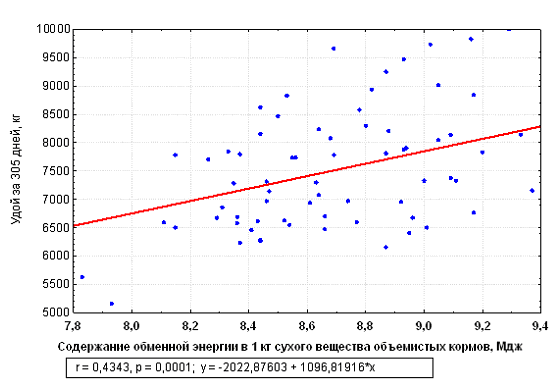 10000
9500
9000
8500
8000
7500
7000
6500
6000
5500
5000
Удой за 305 дней, кг
7,8 8,0 8,2 8,4 8,6 8,8 9,0 9,2 9,4
Содержание обменной энергии в 1 кг сухого вещества объемистых кормов, Мдж
r = 0,4343, p = 0,0001; y = -2022,87603 + 1096,81916*x